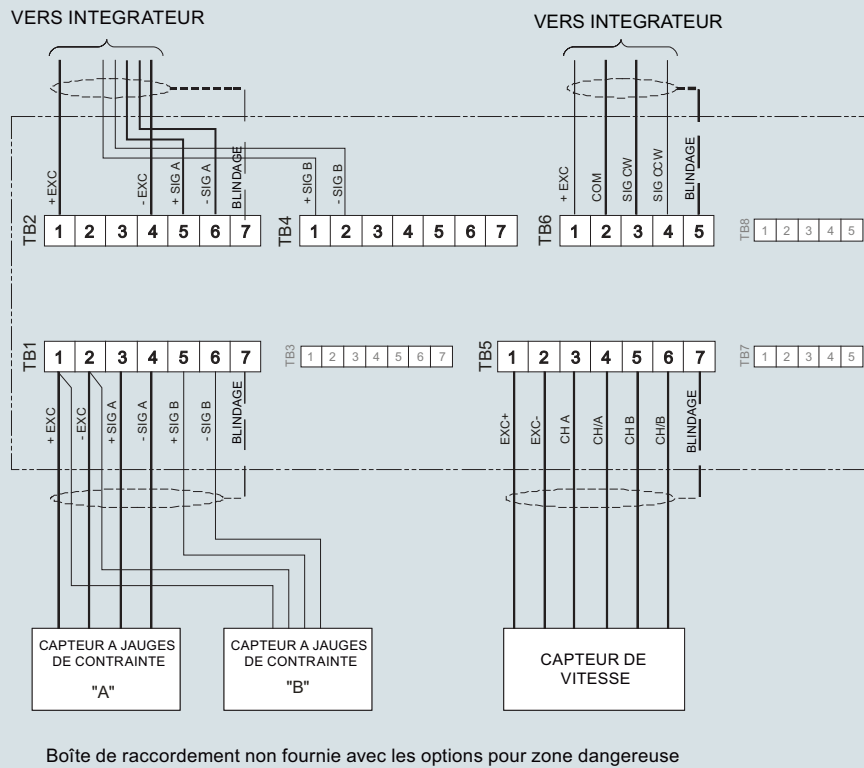 VERS INTEGRATEUR
VERS INTEGRATEUR
+ EXC
- EXC
+ SIG A
- SIG A
BLINDAGE
+ SIG B
- SIG B
+ EXC
COM
SIG CW
SIG CCW
BLINDAGE
TB2 1 2 3 4 5 6 7
TB4 1 2 3 4 5 6 7
TB6 1 2 3 4 5
TB8 1 2 3 4 5
TB1 1 2 3 4 5 6 7
TB3 1 2 3 4 5 6 7
TB5 1 2 3 4 5 6 7
TB7 1 2 3 4 5
+ EXC
- EXC
+ SIG A
- SIG A
+ SIG B
- SIG B
BLINDAGE
EXC+
EXC-
CH A
CH/A
CH B
CH/B
BLINDAGE
CAPTEUR A JAUGES
DE CONTRAINTE
"A"
CAPTEUR A JAUGES
DE CONTRAINTE
"B"
CAPTEUR DE
VITESSE
Boîte de raccordement non fournie avec les options pour zone dangereuse